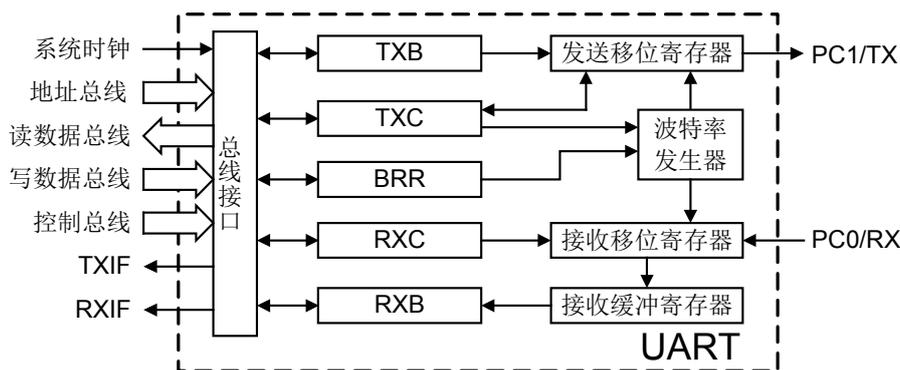 系统时钟
地址总线
读数据总线
写数据总线
控制总线
TXIF
RXIF
总线接口
TXB
TXC
BRR
RXC
RXB
发送移位寄存器
波特率
发生器
接收移位寄存器
接收缓冲寄存器
PC1/TX
PC0/RX
UART